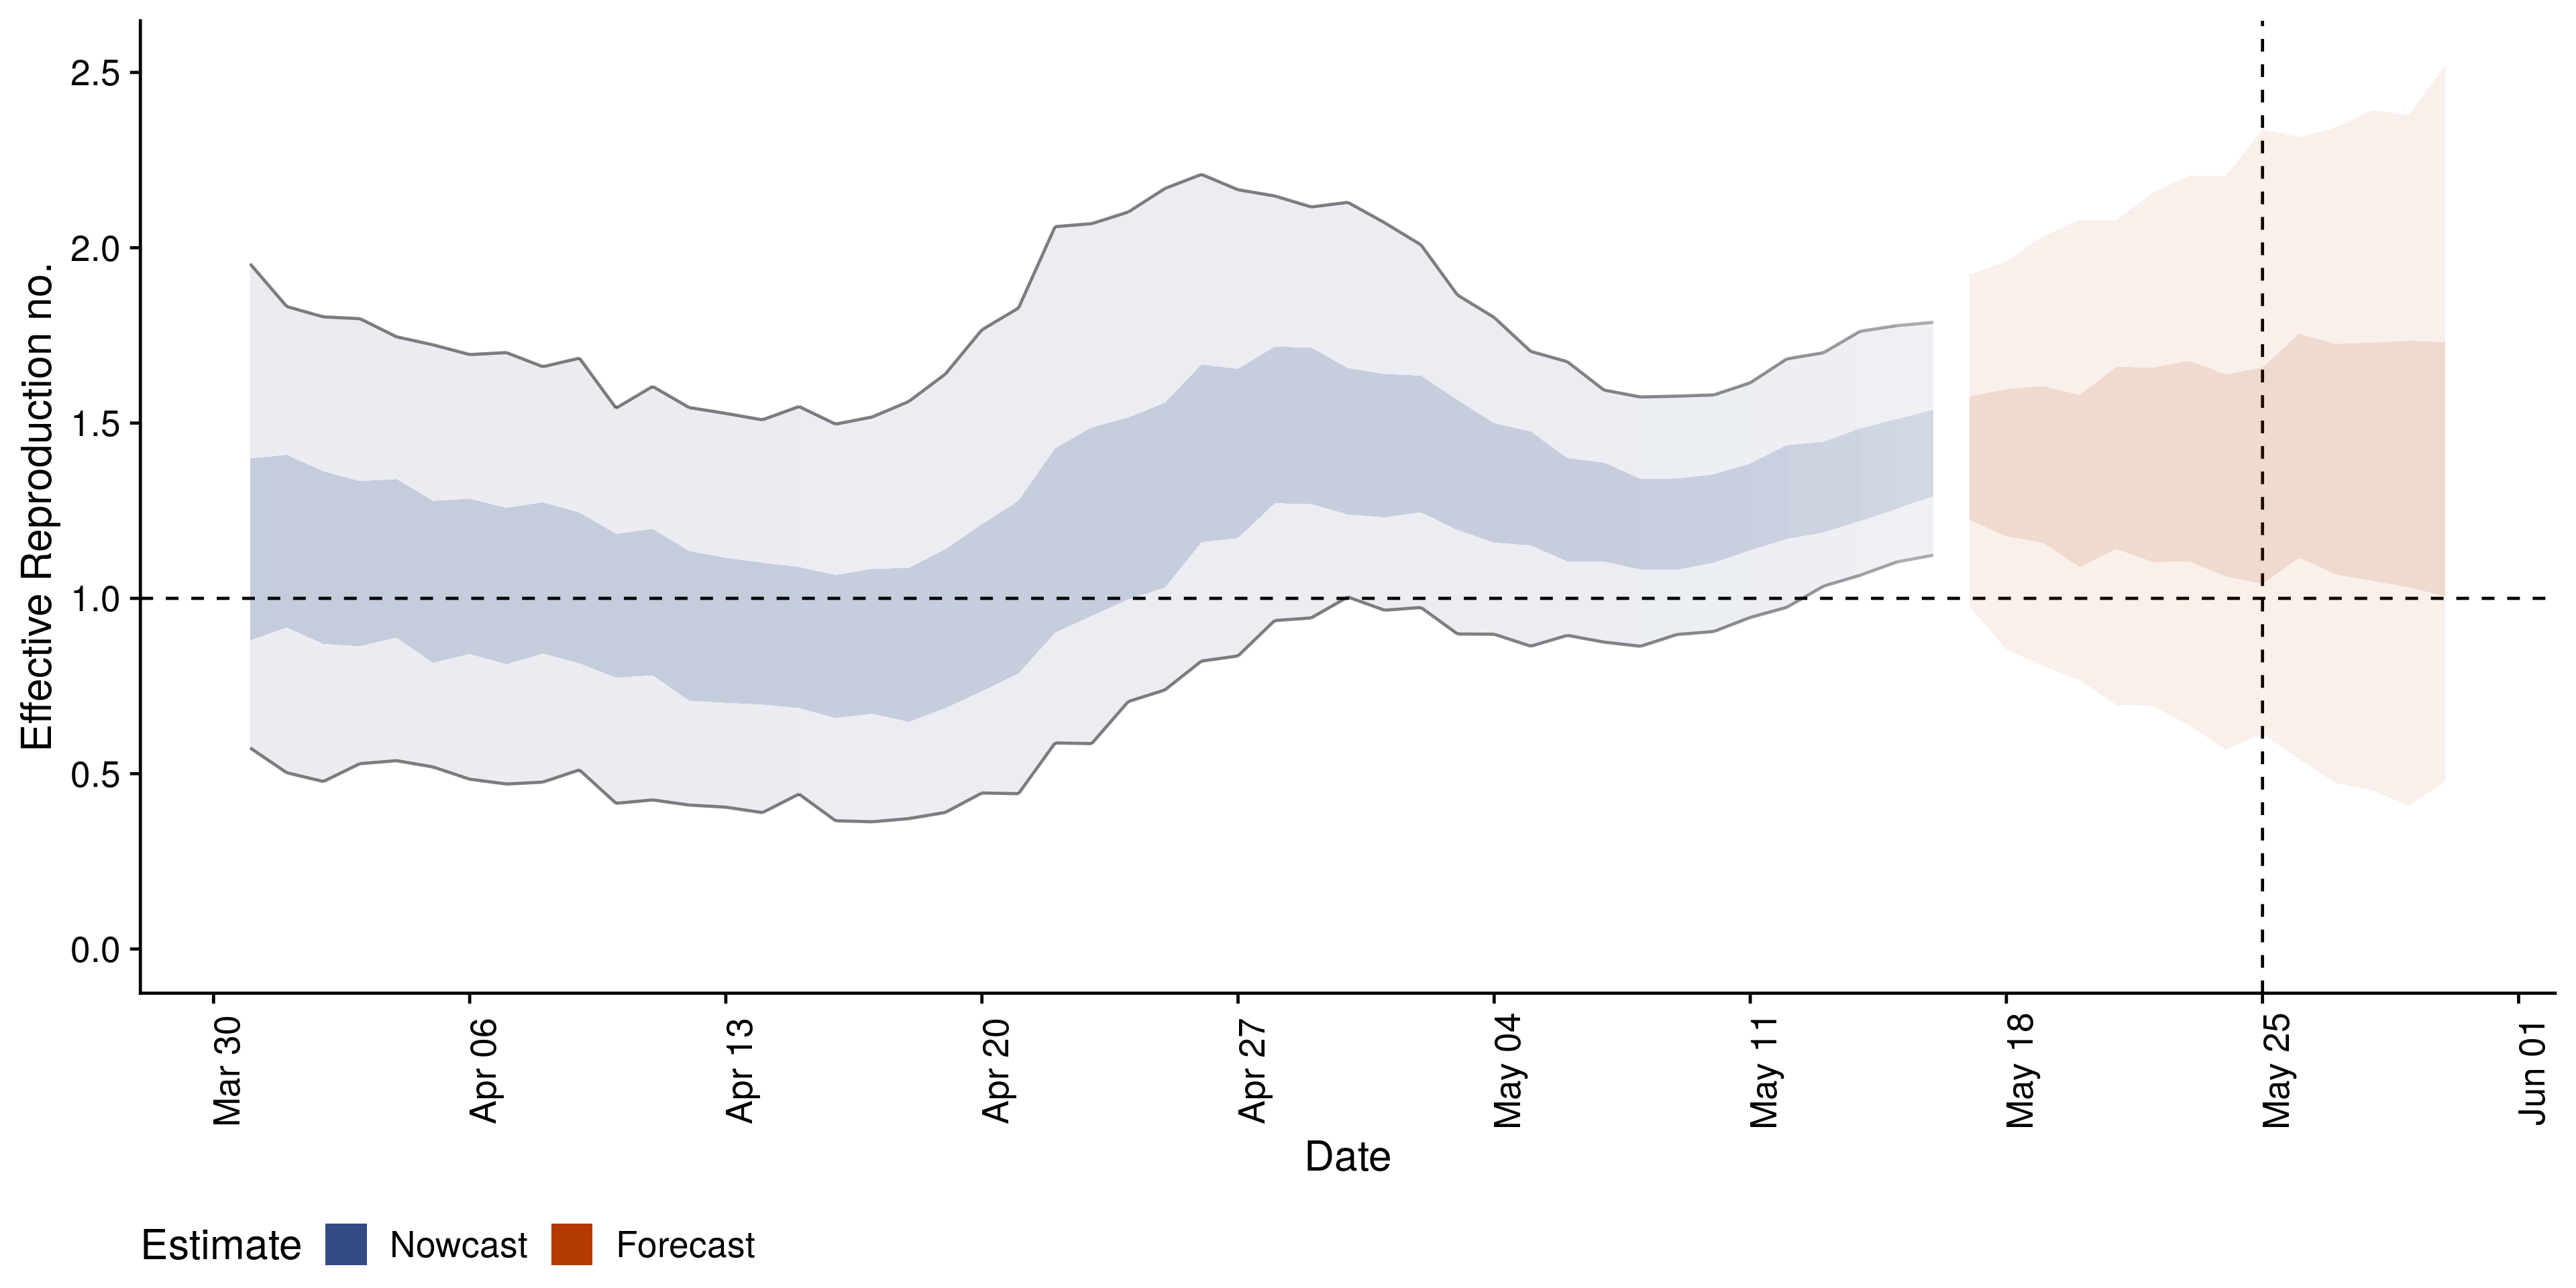 Effective Reproduction no.
2.5
2.0
1.5
1.0
0.5
0.0
Mar 30
Apr 06
Apr 13
Apr 20
Apr 27
May 04
May 11
May 18
May 25
Jun 01
Date
Estimate Nowcast Forecast